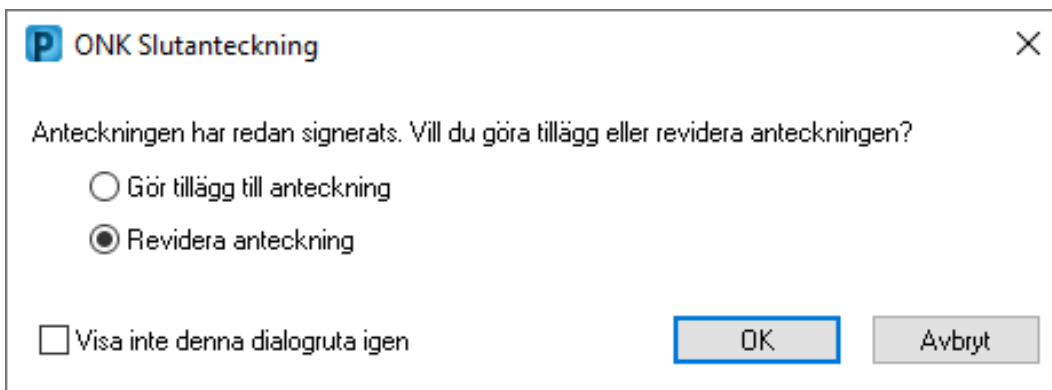 P ONK Slutanteckning
Anteckningen har redan signerats. Vill du göra tillägg eller revidera anteckningen?
Gör tillägg till anteckning
Revidera anteckning
Visa inte denna dialogruta igen OK Avbryt